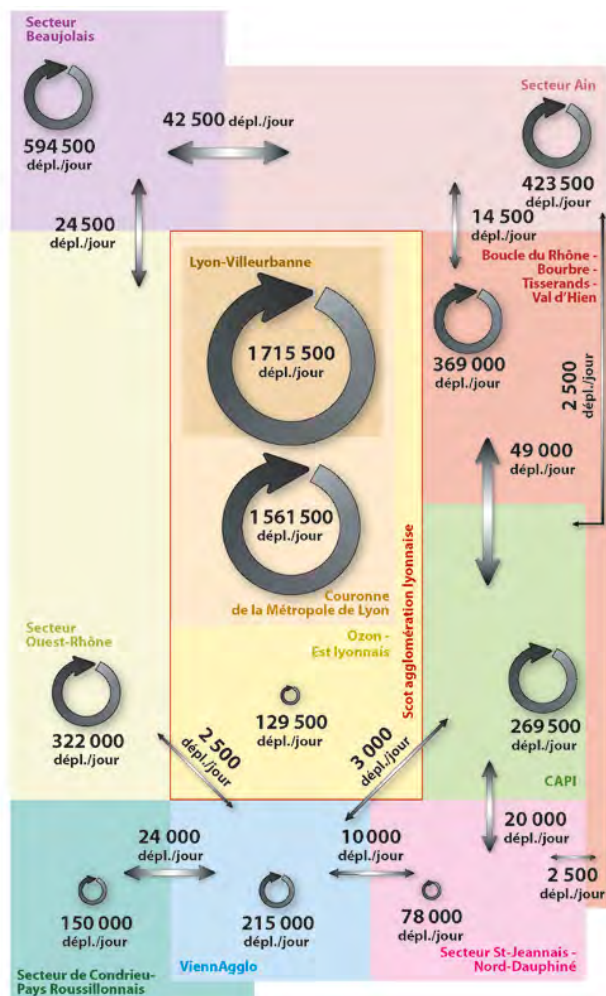 Secteur
Beaujolais
594 500
dépl./jour
42 500 dépl./jour
Secteur Ain
423 500
dépl./jour
24 500
dépl./jour
14 500
dépl./jour
Boucle du Rhône -
Bourbre -
Tisserands -
Val d'Hien
369 000
dépl./jour
2 500
dépl./jour
Lyon-Villeurbanne
1 715 500
dépl./jour
49 000
dépl./jour
1 561 500
dépl./jour
Couronne
de la Métropole de Lyon
Scot agglomération lyonnaise
Ozon -
Est lyonnais
129 500
dépl./jour
Secteur
Ouest-Rhône
322 000
dépl./jour
2 500
dépl./jour
3 000
dépl./jour
269 500
dépl./jour
CAPI
24 000
dépl./jour
10 000
dépl./jour
20 000
dépl./jour
2 500
dépl./jour
150 000
dépl./jour
215 000
dépl./jour
78 000
dépl./jour
Secteur de Condrieu-
Pays Roussillonnais
ViennAgglo
Secteur St-Jeannais -
Nord-Dauphiné